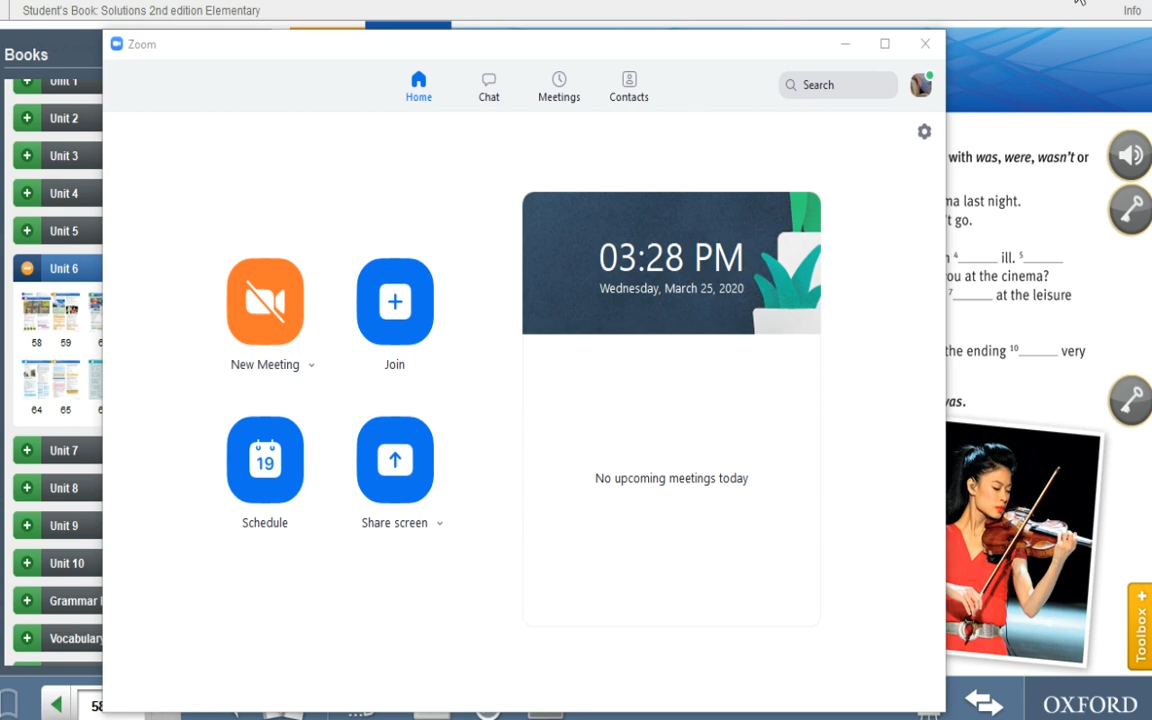 Student's Book: Solutions 2nd edition Elementary
Info
Books
Unit 1
Unit 2
Unit 3
Unit 4
Unit 5
Unit 6
58 59
64 65
Unit 7
Unit 8
Unit 9
Unit 10
Grammar
Vocabulary
58
Zoom
Home
Chat
Meetings
Contacts
Search
New Meeting
Join
19
Schedule
Share screen
03:28 PM
Wednesday, March 25, 2020
No upcoming meetings today
with was, were, wasn't or
last night.
't go.
4______ ill. 5______
at the cinema?
7______ at the leisure
the ending 10______ very
Toolbox +
OXFORD